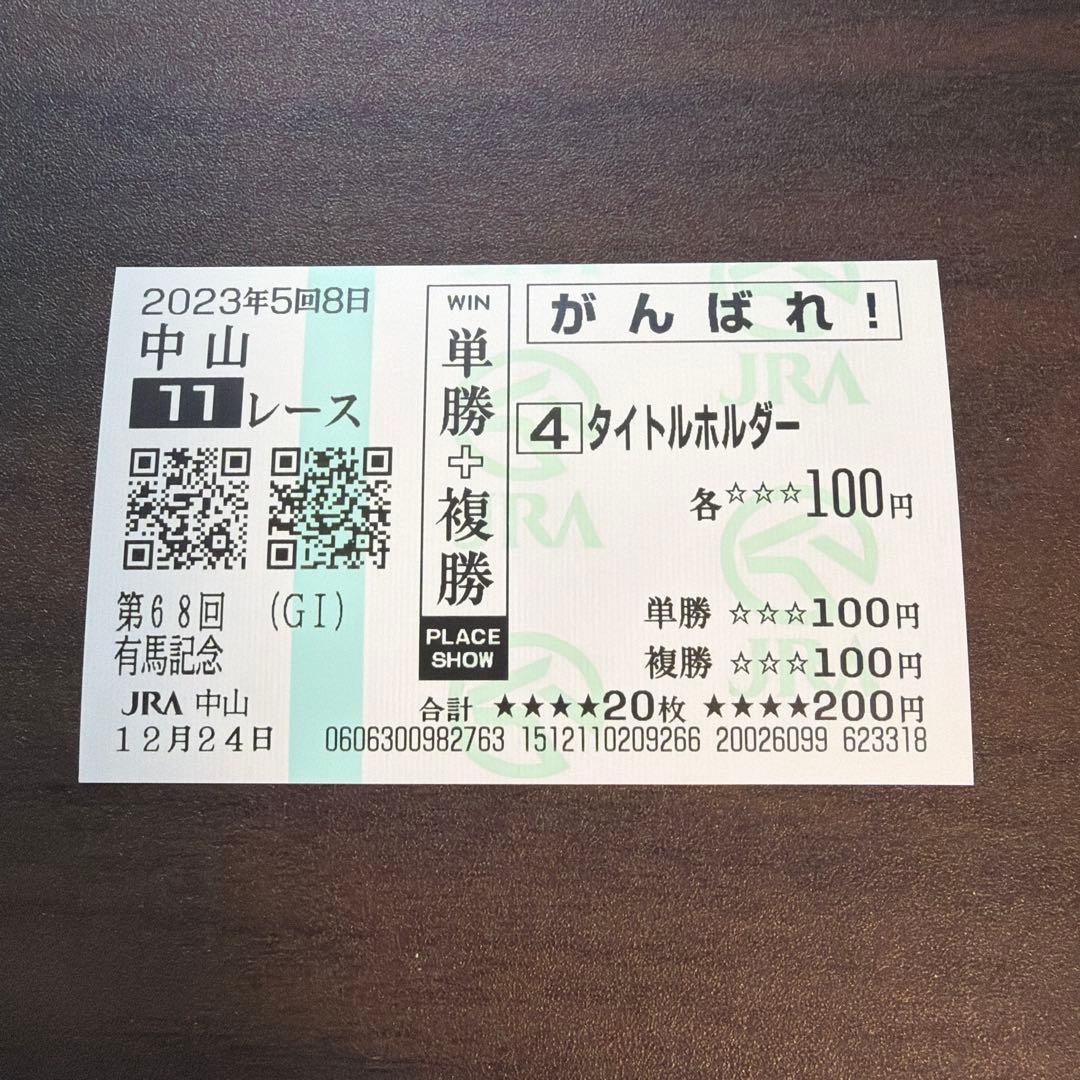 2023年5回8日
中山
11レース
第68回 (GI)
有馬記念
JRA 中山
12月24日
WIN
単勝+複勝
PLACE
SHOW
がんばれ!
4 タイトルホルダー
各☆☆☆100円
単勝 ☆☆☆100円
複勝 ☆☆☆100円
合計 ★★★★20枚 ★★★★200円
0606300982763 1512110209266 20026099 623318
JRA
JRA
JRA